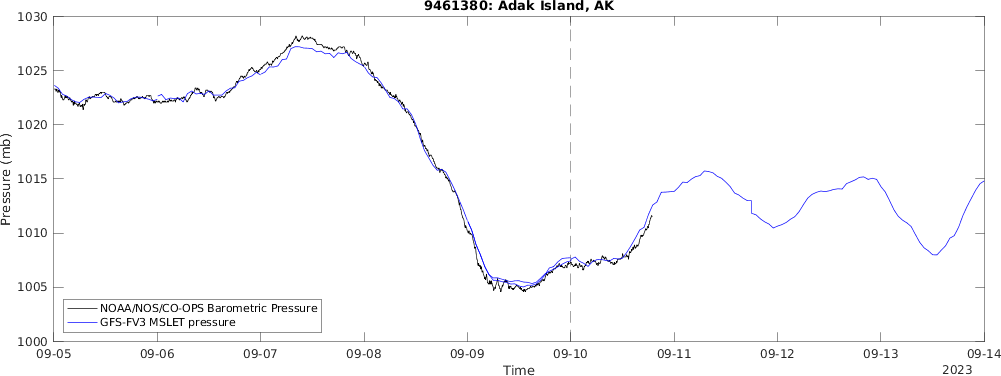 9461380: Adak Island, AK
Pressure (mb)
1030
1025
1020
1015
1010
1005
1000
NOAA/NOS/CO-OPS Barometric Pressure
GFS-FV3 MSLET pressure
09-05 09-06 09-07 09-08 09-09 09-10 09-11 09-12 09-13 09-14
Time
2023